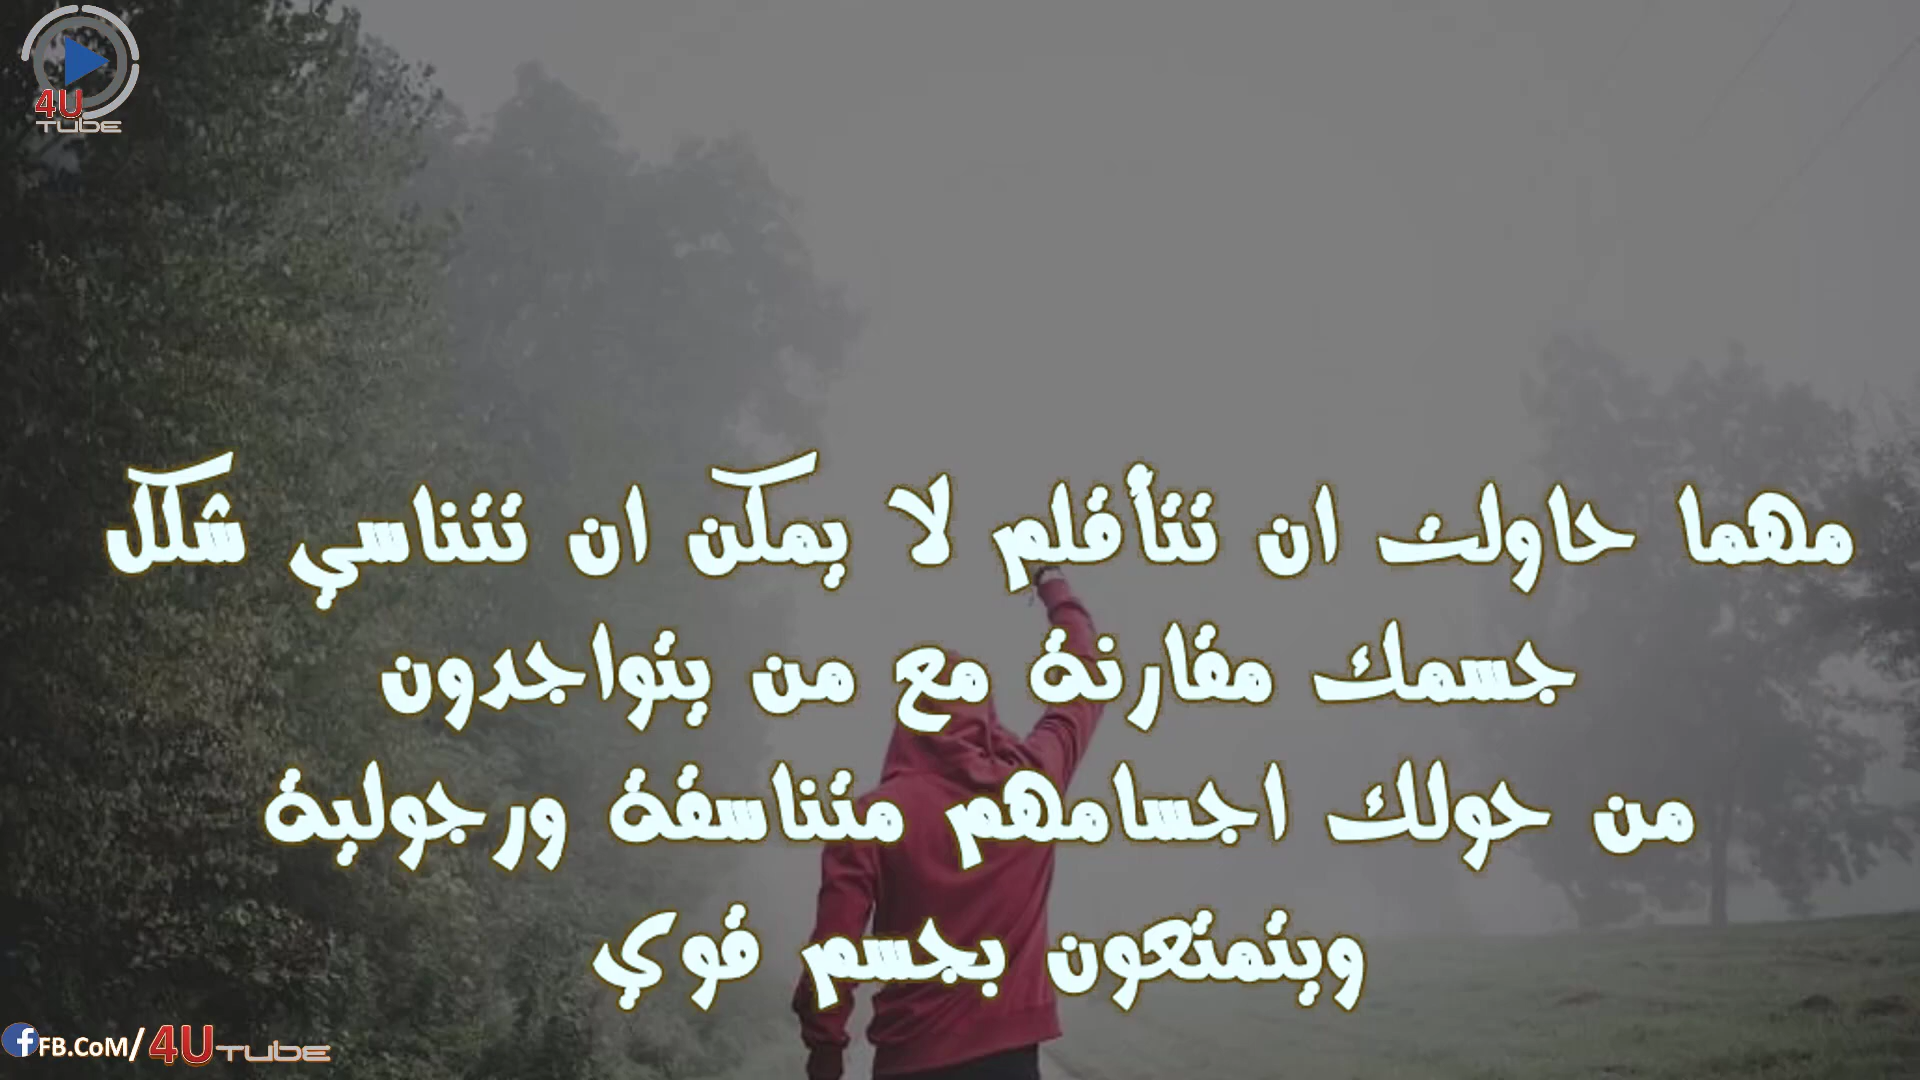 4U
TUBE
مهما حاولت ان تتأقلم لا يمكن ان تتناسي شكل
جسمك مقارنة مع من يتواجدون
من حولك اجسامهم متناسقة ورجولية
ويتمتعون بجسم قوي
f FB.CoM/4UTUBE